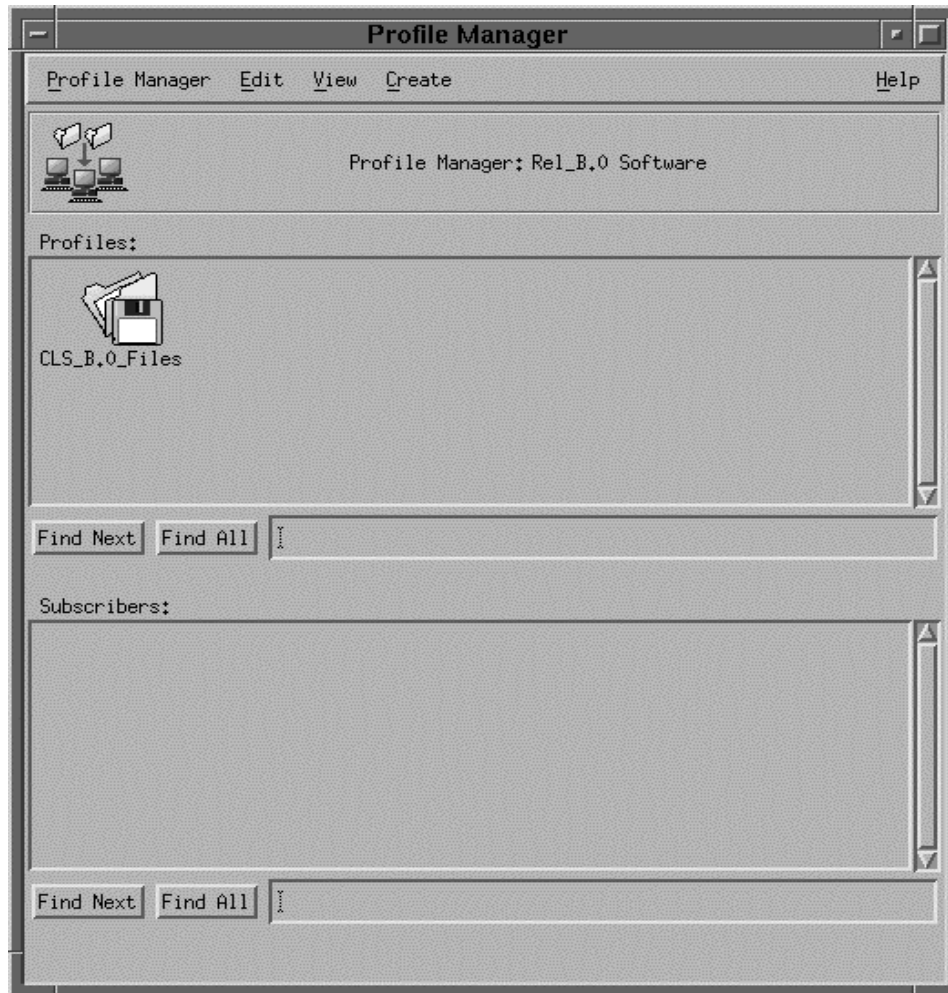 Profile Manager
Profile Manager Edit View Create Help
Profile Manager: Rel_B.0 Software
Profiles:
CLS_B.0_Files
Find Next Find All
Subscribers:
Find Next Find All